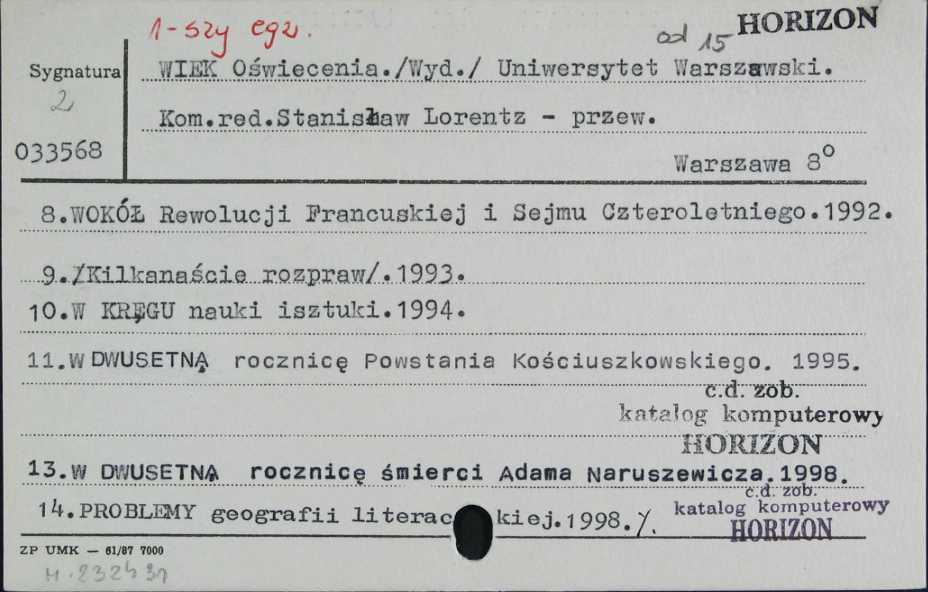 1-szy egz.
od 15 HORIZON
Sygnatura
2
033568
WIEK Oświecenia./Wyd./ Uniwersytet Warszawski.
Kom.red.Stanisław Lorentz - przew.
Warszawa 8°
8.WOKÓŁ Rewolucji Francuskiej i Sejmu Czteroletniego.1992.
9./Kilkanaście rozpraw/.1993.
10.W KRĘGU nauki isztuki.1994.
11.W DWUSETNĄ rocznicę Powstania Kościuszkowskiego. 1995.
c.d. zob.
katalog komputerowy
HORIZON
13.W DWUSETNĄ rocznicę śmierci Adama Naruszewicza.1998.
14.PROBLEMY geografii literackiej.1998.
c.d. zob.
katalog komputerowy
HORIZON
ZP UMK — 61/87 7000